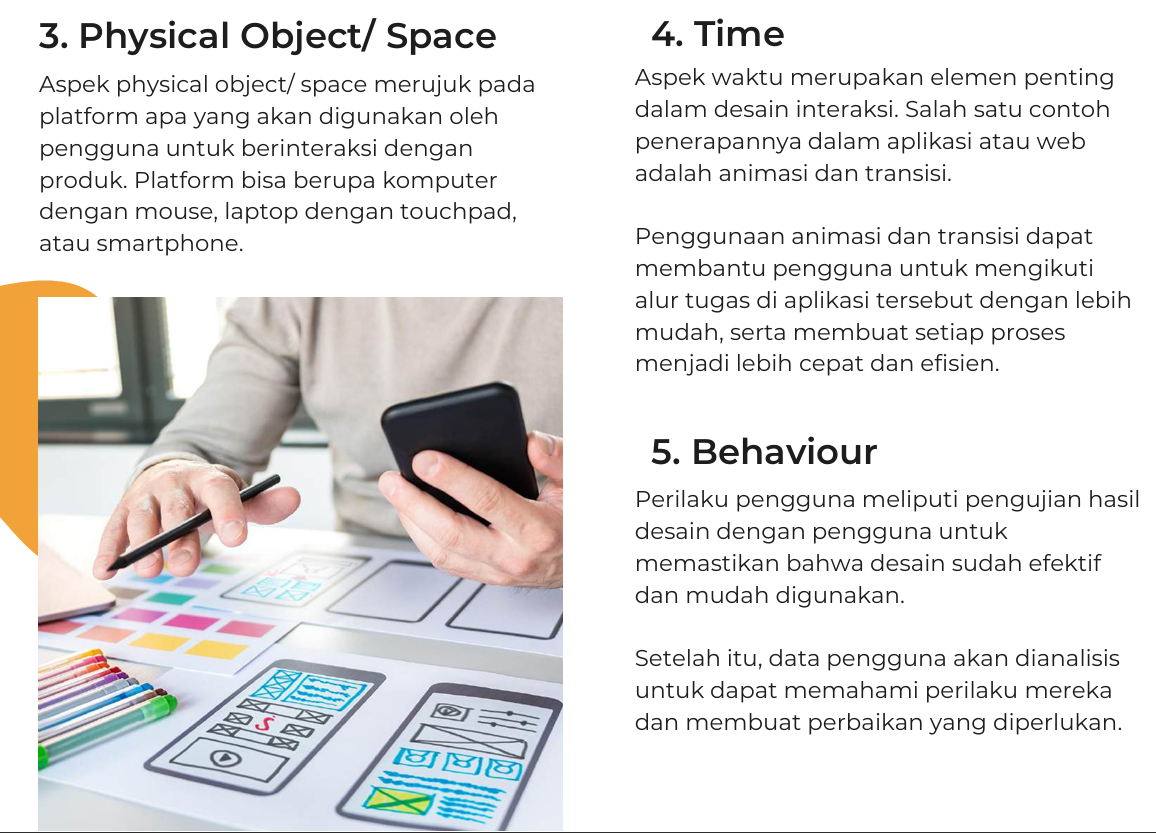 3. Physical Object/ Space
Aspek physical object/ space merujuk pada
platform apa yang akan digunakan oleh
pengguna untuk berinteraksi dengan
produk. Platform bisa berupa komputer
dengan mouse, laptop dengan touchpad,
atau smartphone.
4. Time
Aspek waktu merupakan elemen penting
dalam desain interaksi. Salah satu contoh
penerapannya dalam aplikasi atau web
adalah animasi dan transisi.
Penggunaan animasi dan transisi dapat
membantu pengguna untuk mengikuti
alur tugas di aplikasi tersebut dengan lebih
mudah, serta membuat setiap proses
menjadi lebih cepat dan efisien.
5. Behaviour
Perilaku pengguna meliputi pengujian hasil
desain dengan pengguna untuk
memastikan bahwa desain sudah efektif
dan mudah digunakan.
Setelah itu, data pengguna akan dianalisis
untuk dapat memahami perilaku mereka
dan membuat perbaikan yang diperlukan.